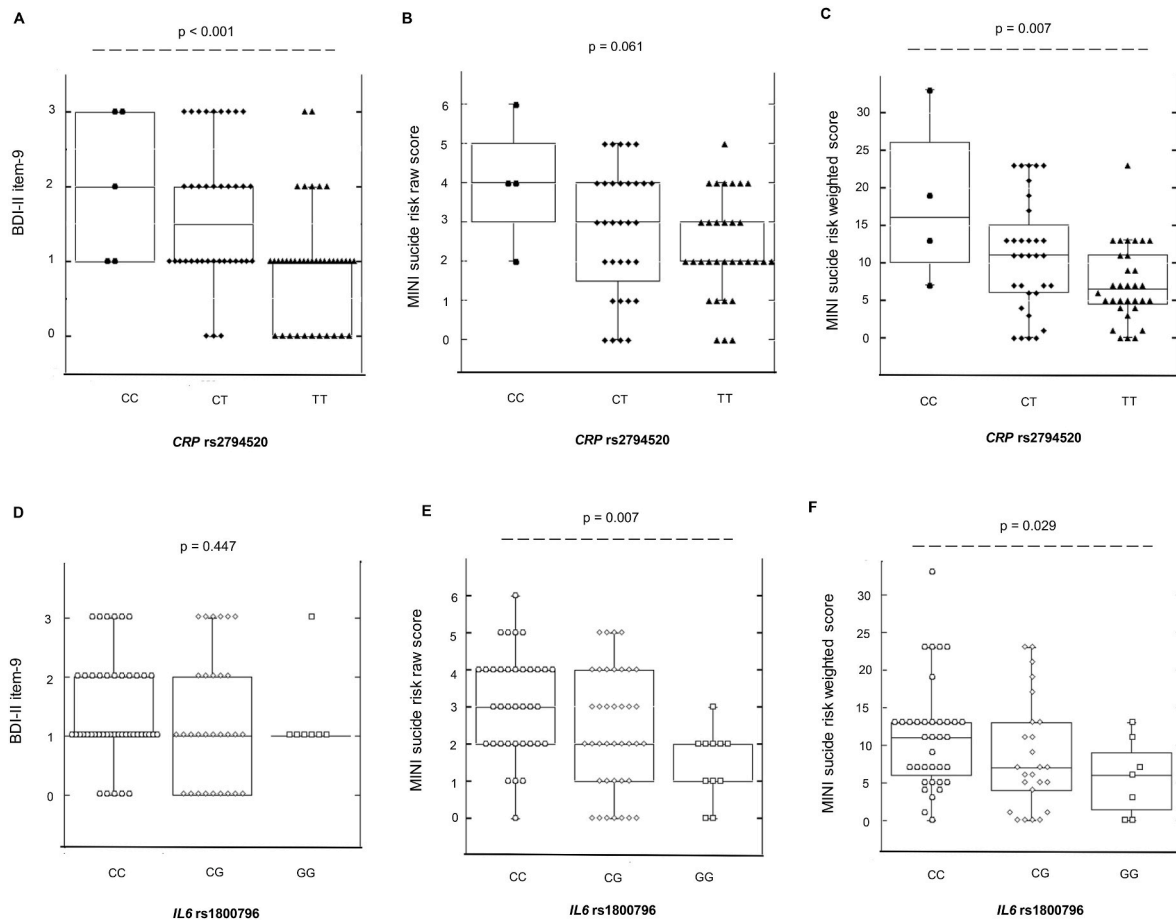 A
p < 0.001
BDI-II item-9
3
2
1
0
CC CT TT
CRP rs2794520
B
p = 0.061
MINI sucide risk raw score
6
5
4
3
2
1
0
CC CT TT
CRP rs2794520
C
p = 0.007
MINI sucide risk weighted score
30
25
20
15
10
5
0
CC CT TT
CRP rs2794520
D
p = 0.447
BDI-II item-9
3
2
1
0
CC CG GG
IL6 rs1800796
E
p = 0.007
MINI sucide risk raw score
6
5
4
3
2
1
0
CC CG GG
IL6 rs1800796
F
p = 0.029
MINI sucide risk weighted score
30
25
20
15
10
5
0
CC CG GG
IL6 rs1800796